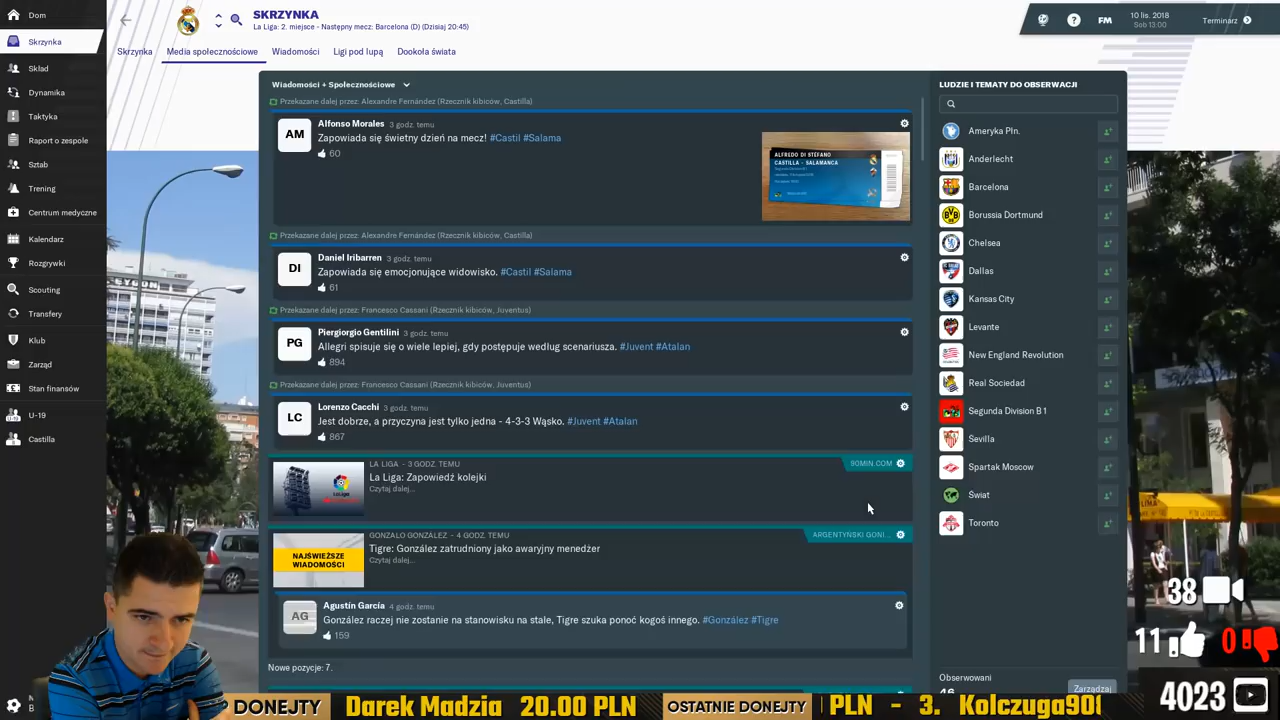 Dom
Skrzynka
Skład
Dynamika
Taktyka
Raport o zespole
Sztab
Trening
Centrum medyczne
Kalendarz
Rozgrywki
Scouting
Transfery
Klub
Zarząd
Stan finansów
U-19
Castilla
SKRZYNKA
La Liga: 2. miejsce - Następny mecz: Barcelona (D) (Dzisiaj 20:45)
FM
10 lis. 2018
Sob 13:00
Terminarz
Skrzynka
Media społecznościowe
Wiadomości
Ligi pod lupą
Dookoła świata
Wiadomości + Społecznościowe
Przekazane dalej przez: Alexandre Fernández (Rzecznik kibiców, Castilla)
AM
Alfonso Morales 3 godz. temu
Zapowiada się świetny dzień na mecz! #Castil #Salama
60
ALFREDO DI STEFANO
CASTILLA - SALAMANCA
Przekazane dalej przez: Alexandre Fernández (Rzecznik kibiców, Castilla)
DI
Daniel Iribarren 3 godz. temu
Zapowiada się emocjonujące widowisko. #Castil #Salama
61
Przekazane dalej przez: Francesco Cassani (Rzecznik kibiców, Juventus)
PG
Piergiorgio Gentilini 3 godz. temu
Allegri spisuje się o wiele lepiej, gdy postępuje według scenariusza. #Juvent #Atalan
894
Przekazane dalej przez: Francesco Cassani (Rzecznik kibiców, Juventus)
LC
Lorenzo Cacchi 3 godz. temu
Jest dobrze, a przyczyna jest tylko jedna - 4-3-3 Wąsko. #Juvent #Atalan
867
LA LIGA - 3 GODZ. TEMU
90MIN.COM
La Liga: Zapowiedź kolejki
Czytaj dalej...
GONZALO GONZÁLEZ - 4 GODZ. TEMU
ARGENTYŃSKI GONI...
NAJŚWIEŻSZE
WIADOMOŚCI
Tigre: González zatrudniony jako awaryjny menedżer
Czytaj dalej...
AG
Agustín García 4 godz. temu
González raczej nie zostanie na stanowisku na stałe, Tigre szuka ponoć kogoś innego. #González #Tigre
159
Nowe pozycje: 7.
LUDZIE I TEMATY DO OBSERWACJI
Ameryka Płn.
Anderlecht
Barcelona
Borussia Dortmund
Chelsea
Dallas
Kansas City
Levante
New England Revolution
Real Sociedad
Segunda División B1
Sevilla
Spartak Moscow
Świat
Toronto
Obserwowani
46
Zarządzaj
38
11
0
4023
DONEJTY
Darek Madzia 20.00 PLN
OSTATNIE DONEJTY
PLN - 3. Kolczuga90